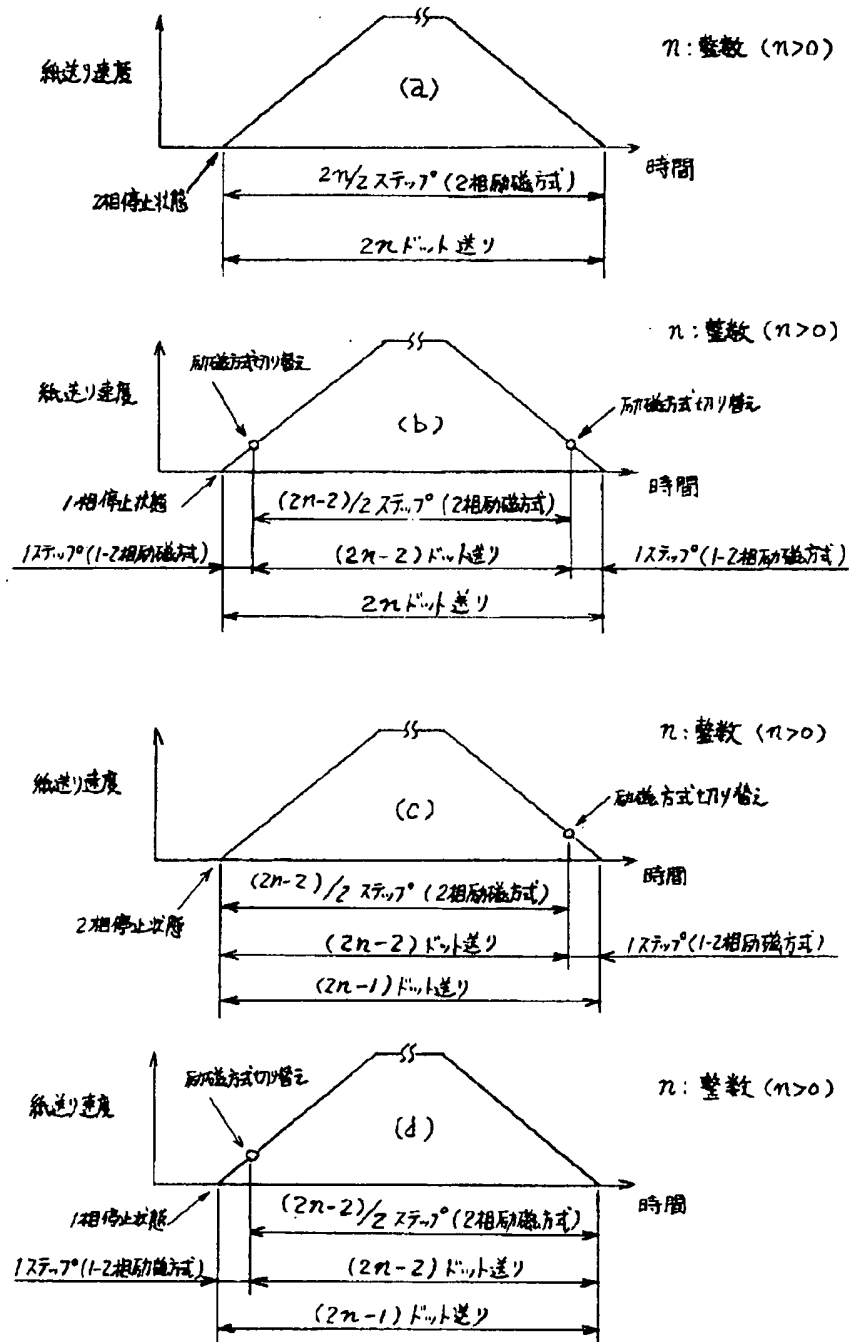 n:整数 (n>0)
紙送り速度
(a)
時間
2相停止状態
2n/2 ステップ (2相励磁方式)
2n ドット送り
n:整数 (n>0)
紙送り速度
励磁方式切り替え
励磁方式切り替え
(b)
時間
1相停止状態
(2n-2)/2 ステップ (2相励磁方式)
1ステップ(1-2相励磁方式)
(2n-2)ドット送り
1ステップ(1-2相励磁方式)
2nドット送り
n:整数 (n>0)
紙送り速度
励磁方式切り替え
(c)
時間
2相停止状態
(2n-2)/2 ステップ (2相励磁方式)
(2n-2)ドット送り
1ステップ(1-2相励磁方式)
(2n-1)ドット送り
励磁方式切り替え
n:整数 (n>0)
紙送り速度
(d)
時間
1相停止状態
(2n-2)/2 ステップ (2相励磁方式)
1ステップ(1-2相励磁方式)
(2n-2) ドット送り
(2n-1) ドット送り